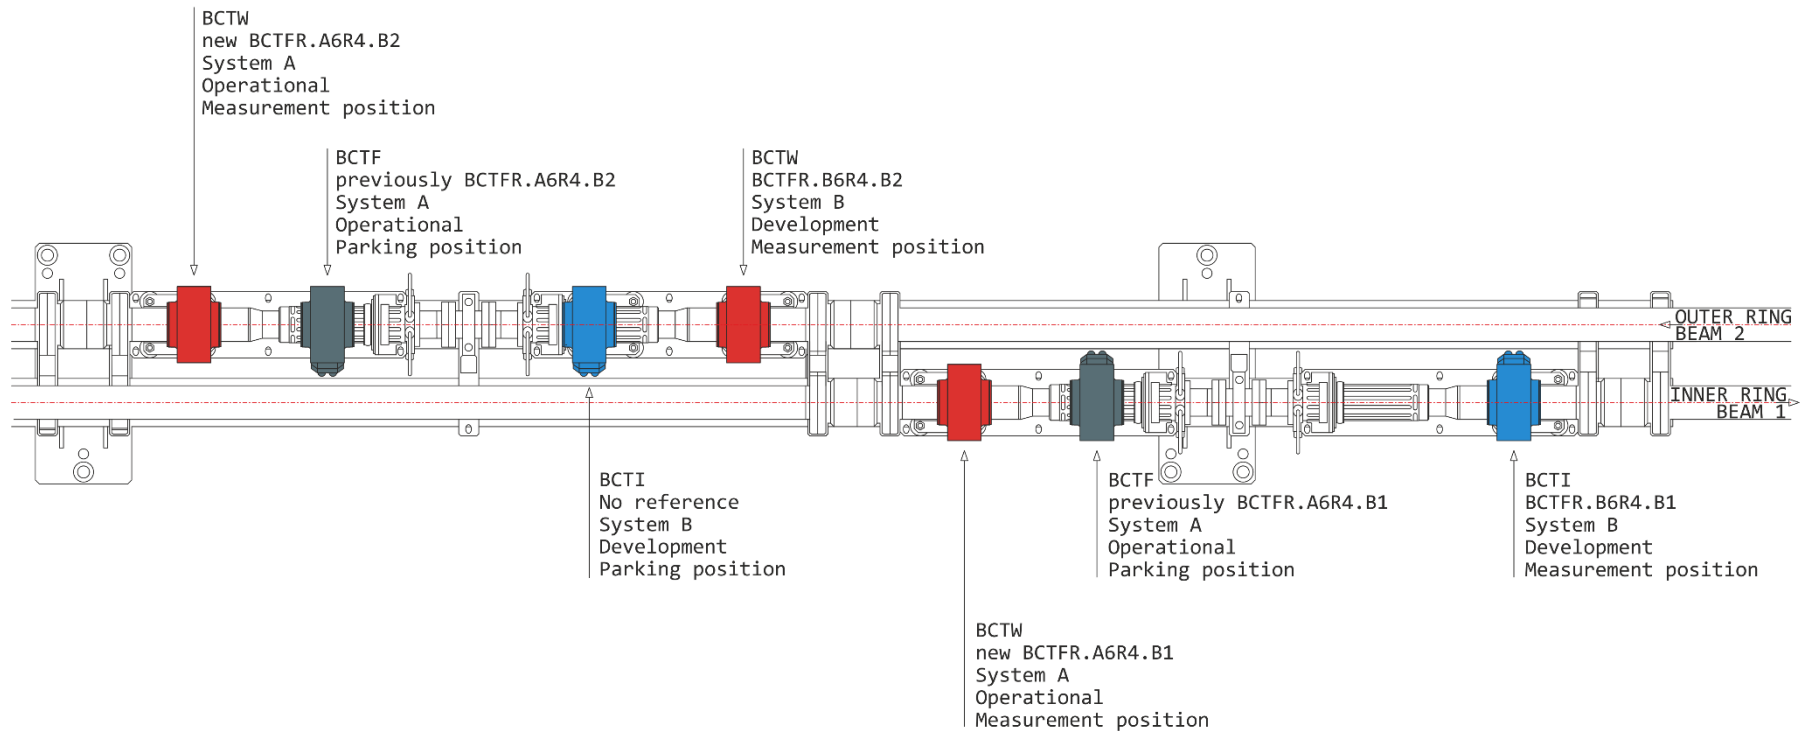 BCTW
new BCTFR.A6R4.B2
System A
Operational
Measurement position
BCTF
previously BCTFR.A6R4.B2
System A
Operational
Parking position
BCTW
BCTFR.B6R4.B2
System B
Development
Measurement position
OUTER RING
BEAM 2
INNER RING
BEAM 1
BCTI
No reference
System B
Development
Parking position
BCTF
previously BCTFR.A6R4.B1
System A
Operational
Parking position
BCTI
BCTFR.B6R4.B1
System B
Development
Measurement position
BCTW
new BCTFR.A6R4.B1
System A
Operational
Measurement position